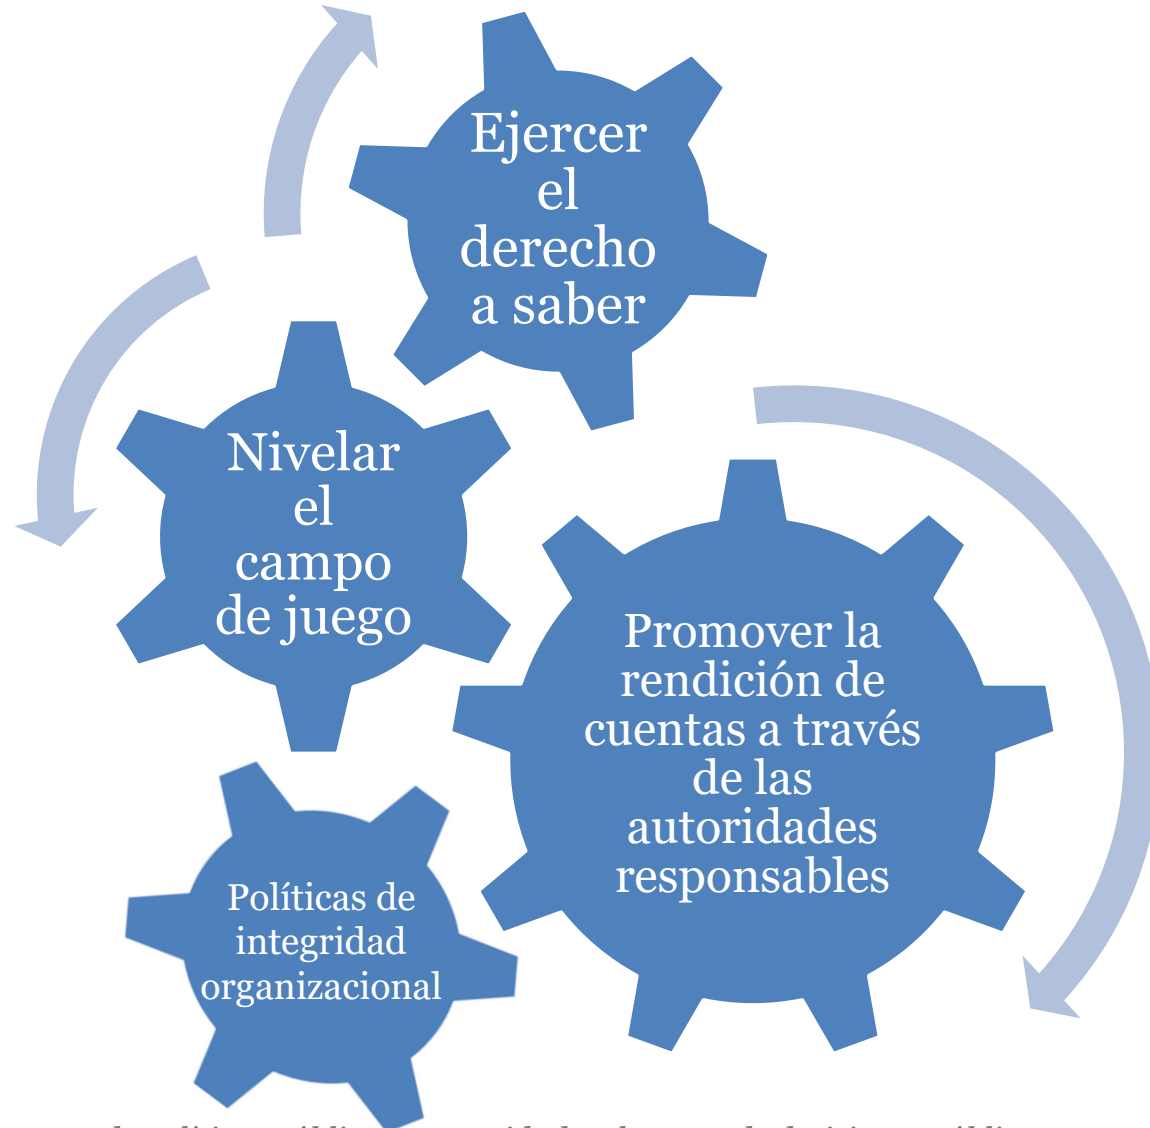 Ejercer
el
derecho
a saber
Nivelar
el
campo
de juego
Promover la
rendición de
cuentas a través
de las
autoridades
responsables
Políticas de
integridad
organizacional